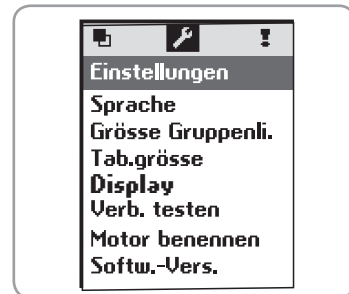 Einstellungen
Sprache
Grösse Gruppenli.
Tab.grösse
Display
Verb. testen
Motor benennen
Softw.-Vers.